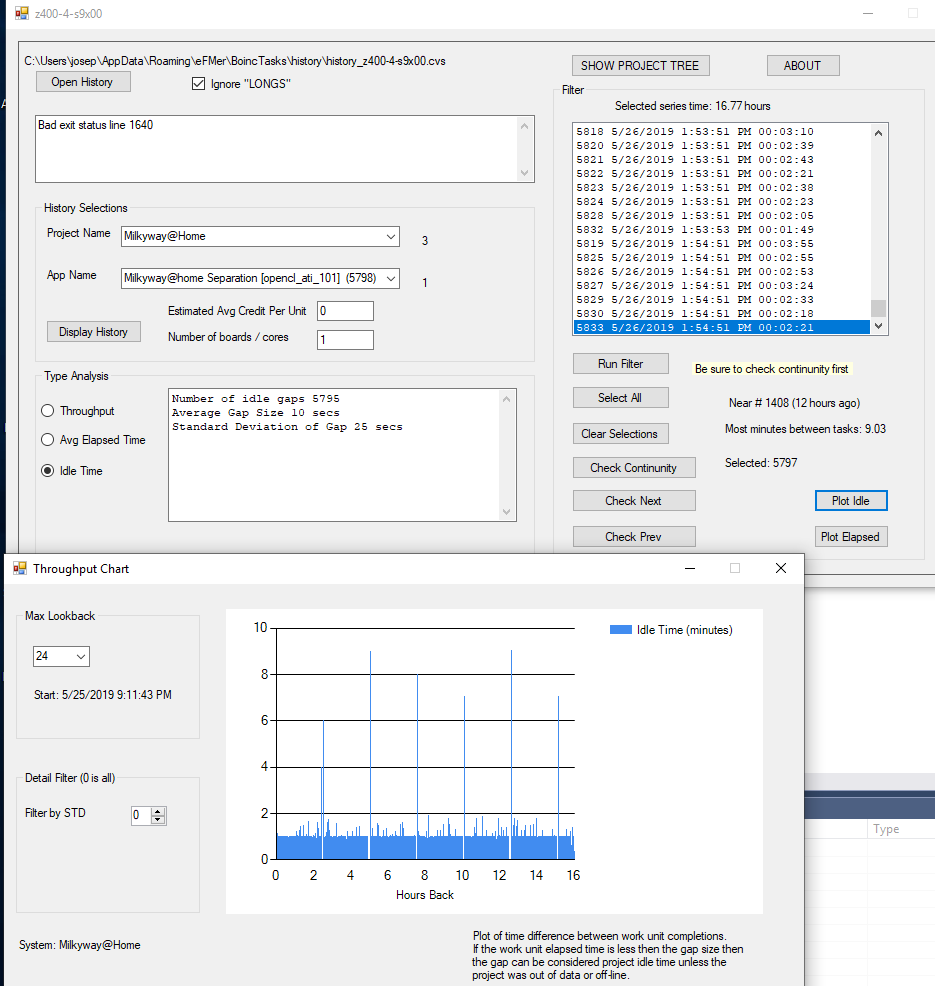 z400-4-s9x00
C:\Users\josep\AppData\Roaming\eFMer\BoincTasks\history\history_z400-4-s9x00.cvs
Open History
Ignore "LONGS"
Bad exit status line 1640
History Selections
Project Name
Milkyway@Home
3
App Name
Milkyway@home Separation [opencl_ati_101] (5798)
1
Estimated Avg Credit Per Unit
0
Display History
Number of boards / cores
1
Type Analysis
Throughput
Avg Elapsed Time
Idle Time
Number of idle gaps 5795
Average Gap Size 10 secs
Standard Deviation of Gap 25 secs
SHOW PROJECT TREE
ABOUT
Filter
Selected series time: 16.77 hours
5818 5/26/2019 1:53:51 PM 00:03:10
5820 5/26/2019 1:53:51 PM 00:02:39
5821 5/26/2019 1:53:51 PM 00:02:43
5822 5/26/2019 1:53:51 PM 00:02:21
5823 5/26/2019 1:53:51 PM 00:02:38
5824 5/26/2019 1:53:51 PM 00:02:23
5828 5/26/2019 1:53:51 PM 00:02:05
5832 5/26/2019 1:53:53 PM 00:01:49
5819 5/26/2019 1:54:51 PM 00:03:55
5825 5/26/2019 1:54:51 PM 00:02:55
5826 5/26/2019 1:54:51 PM 00:02:53
5827 5/26/2019 1:54:51 PM 00:03:24
5829 5/26/2019 1:54:51 PM 00:02:33
5830 5/26/2019 1:54:51 PM 00:02:18
5833 5/26/2019 1:54:51 PM 00:02:21
Run Filter
Be sure to check continunity first
Select All
Near # 1408 (12 hours ago)
Clear Selections
Most minutes between tasks: 9.03
Check Continunity
Selected: 5797
Check Next
Plot Idle
Check Prev
Plot Elapsed
Throughput Chart
Max Lookback
24
Start: 5/25/2019 9:11:43 PM
Detail Filter (0 is all)
Filter by STD
0
System: Milkyway@Home
10
8
6
4
2
0
0 2 4 6 8 10 12 14 16
Hours Back
Idle Time (minutes)
Plot of time difference between work unit completions.
If the work unit elapsed time is less then the gap size then
the gap can be considered project idle time unless the
project was out of data or off-line.
Type